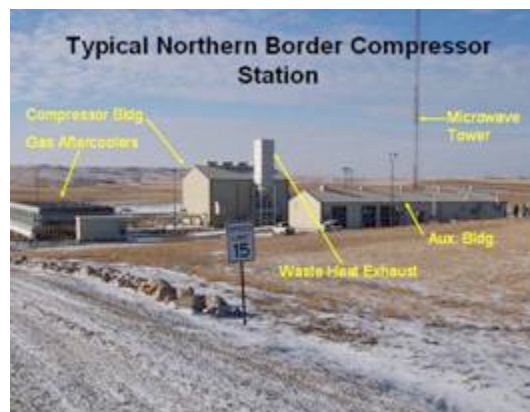 Typical Northern Border Compressor
Station
Compressor Bldg.
Gas Aftercoolers
Microwave
Tower
Aux. Bldg.
Waste Heat Exhaust
15